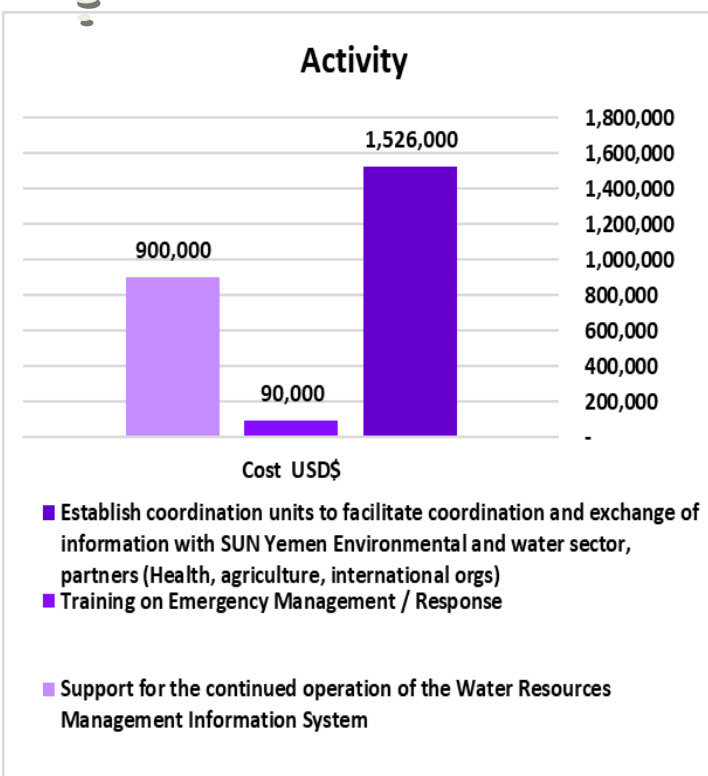 Activity
1,800,000
1,600,000
1,400,000
1,200,000
1,000,000
800,000
600,000
400,000
200,000
-
1,526,000
900,000
90,000
Cost USD$
Establish coordination units to facilitate coordination and exchange of
information with SUN Yemen Environmental and water sector,
partners (Health, agriculture, international orgs)
Training on Emergency Management / Response
Support for the continued operation of the Water Resources
Management Information System